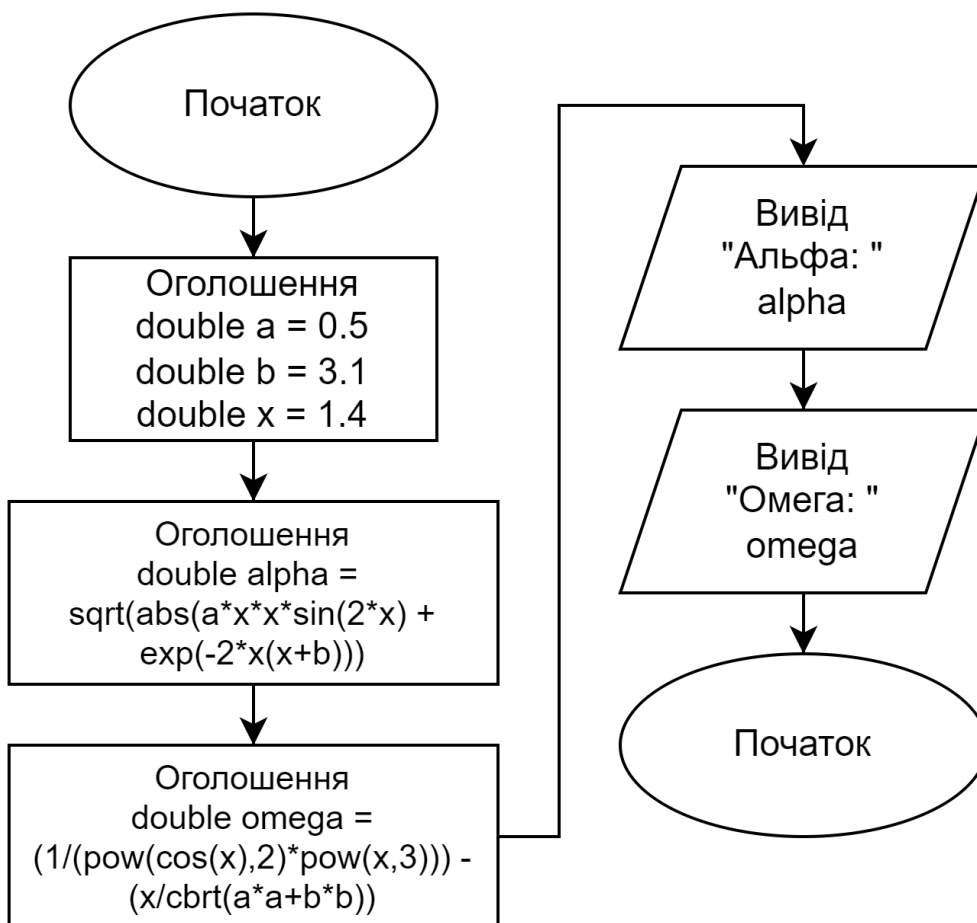 Початок
Оголошення
double a = 0.5
double b = 3.1
double x = 1.4
Оголошення
double alpha =
sqrt(abs(a*x*x*sin(2*x) +
exp(-2*x(x+b)))
Оголошення
double omega =
(1/(pow(cos(x),2)*pow(x,3))) -
(x/cbrt(a*a+b*b))
Вивід
"Альфа: "
alpha
Вивід
"Омега: "
omega
Початок